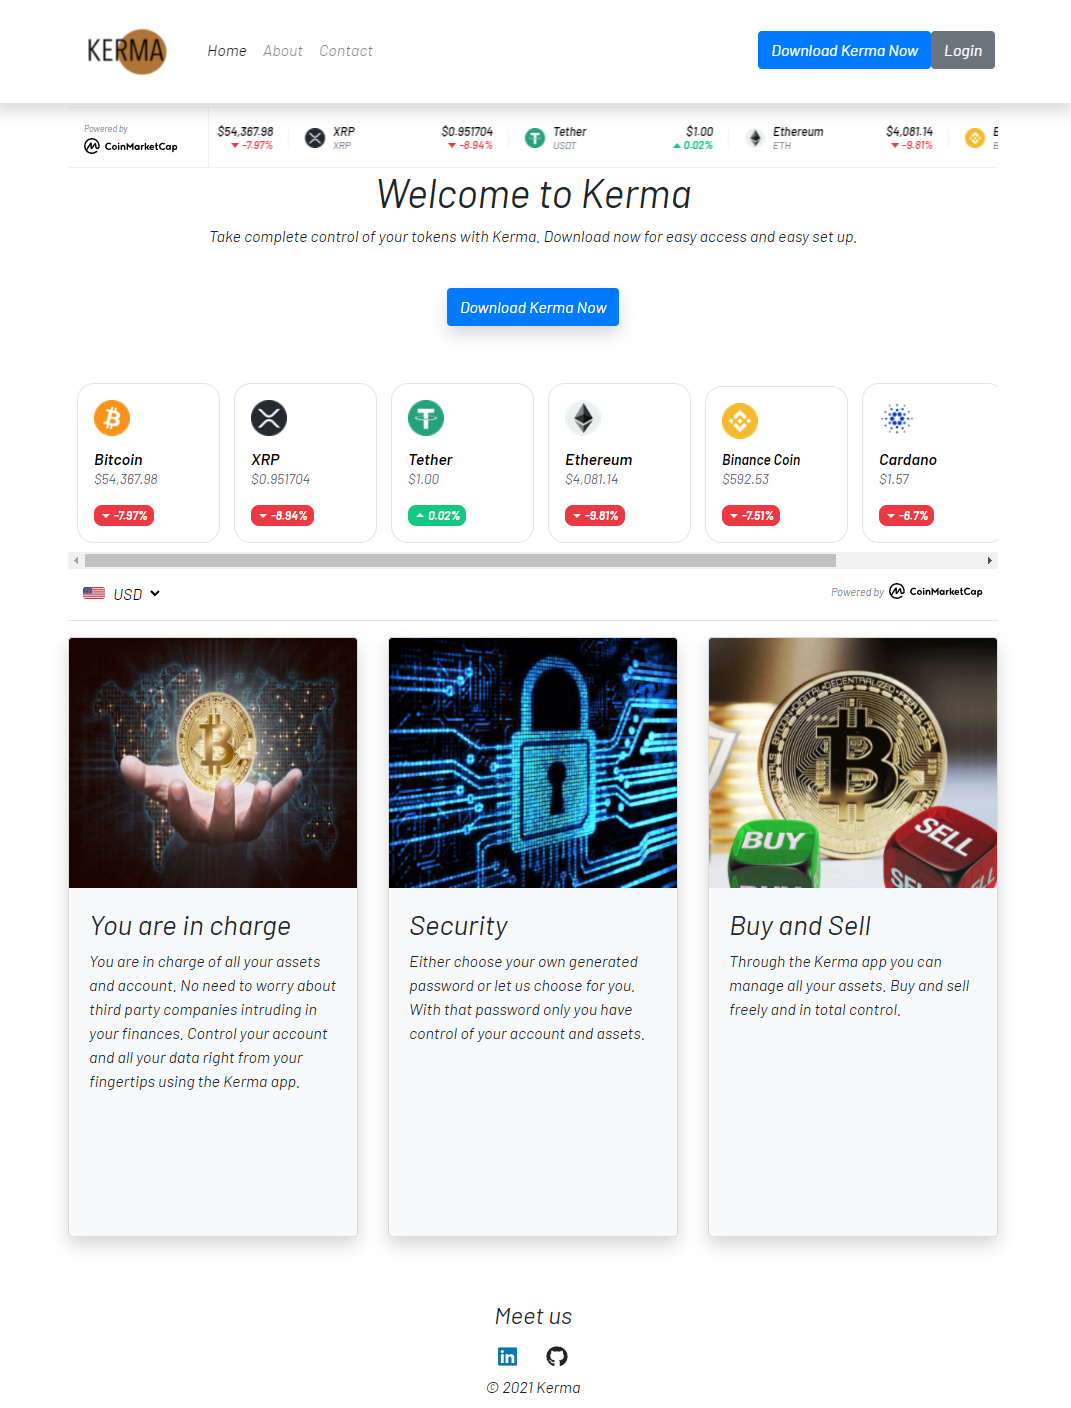 KERMA
Home About Contact
Download Kerma Now Login
Powered by
CoinMarketCap
$54,367.98
-7.97%
XRP
XRP
$0.951704
-8.94%
Tether
USDT
$1.00
0.02%
Ethereum
ETH
$4,081.14
-9.81%
Welcome to Kerma
Take complete control of your tokens with Kerma. Download now for easy access and easy set up.
Download Kerma Now
Bitcoin
$54,367.98
-7.97%
XRP
$0.951704
-8.94%
Tether
$1.00
0.02%
Ethereum
$4,081.14
-9.81%
Binance Coin
$592.53
-7.51%
Cardano
$1.57
-6.7%
USD
Powered by CoinMarketCap
DIGITAL DECENTRALIZED
BUY
SELL
SELL
You are in charge
You are in charge of all your assets
and account. No need to worry about
third party companies intruding in
your finances. Control your account
and all your data right from your
fingertips using the Kerma app.
Security
Either choose your own generated
password or let us choose for you.
With that password only you have
control of your account and assets.
Buy and Sell
Through the Kerma app you can
manage all your assets. Buy and sell
freely and in total control.
Meet us
© 2021 Kerma